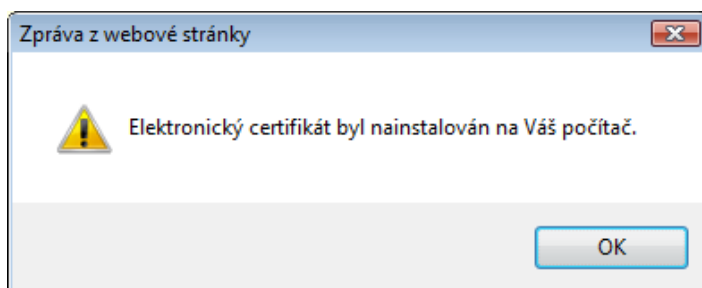 Zpráva z webové stránky
Elektronický certifikát byl nainstalován na Váš počítač.
OK